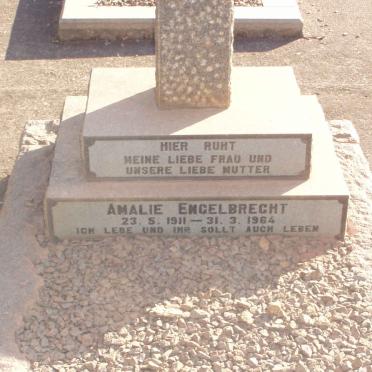 HIER RUHT
MEINE LIEBE FRAU UND
UNSERE LIEBE MUTTER
AMALIE ENGELBRECHT
23. 5. 1911 — 31. 3. 1964
ICH LEBE UND IHR SOLLT AUCH LEBEN